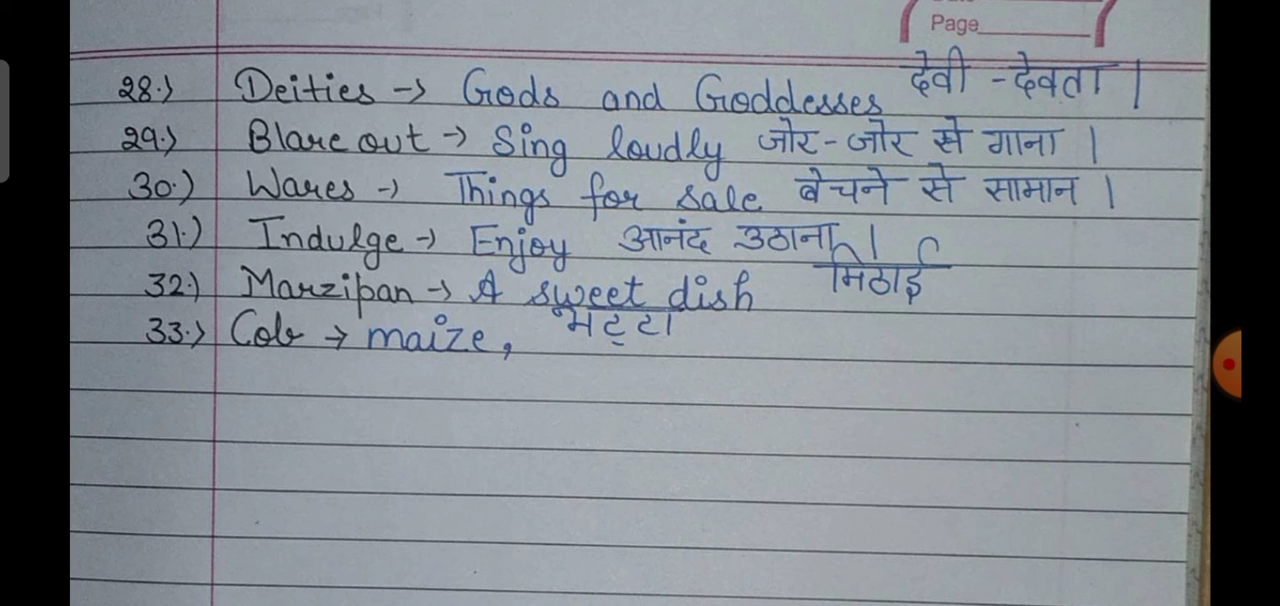 Page
28.) Deities → Gods and Goddesses देवी - देवता ।
29.) Blare out → Sing loudly जोर - जोर से गाना ।
30.) Wares → Things for sale बेचने से सामान ।
31.) Indulge → Enjoy आनंद उठाना ।
32.) Marzipan → A sweet dish मिठाई
33.) Cob → maize, भट्टा